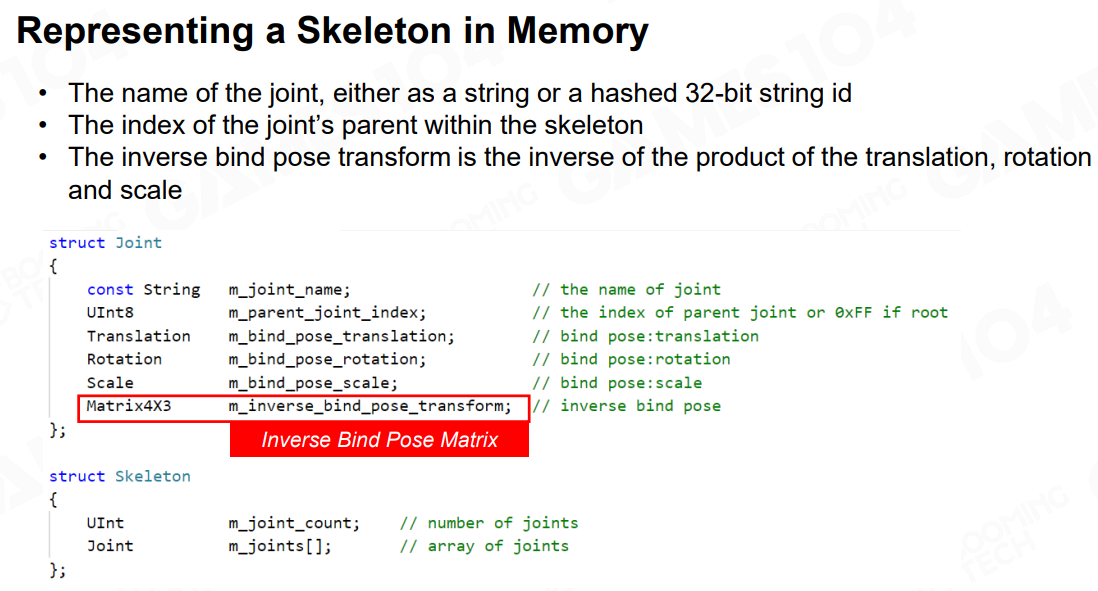 Representing a Skeleton in Memory
• The name of the joint, either as a string or a hashed 32-bit string id
• The index of the joint’s parent within the skeleton
• The inverse bind pose transform is the inverse of the product of the translation, rotation
and scale
struct Joint
{
const String m_joint_name; // the name of joint
UInt8 m_parent_joint_index; // the index of parent joint or 0xFF if root
Translation m_bind_pose_translation; // bind pose:translation
Rotation m_bind_pose_rotation; // bind pose:rotation
Scale m_bind_pose_scale; // bind pose:scale
Matrix4X3 m_inverse_bind_pose_transform; // inverse bind pose
};
Inverse Bind Pose Matrix
struct Skeleton
{
UInt m_joint_count; // number of joints
Joint m_joints[]; // array of joints
};